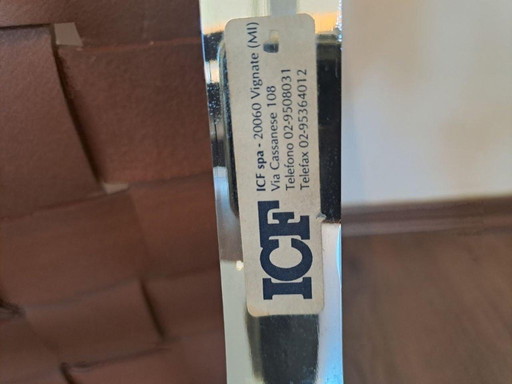 ICF
ICF spa - 20060 Vignate (MI)
Via Cassanese 108
Telefono 02-9508031
Telefax 02-95364012